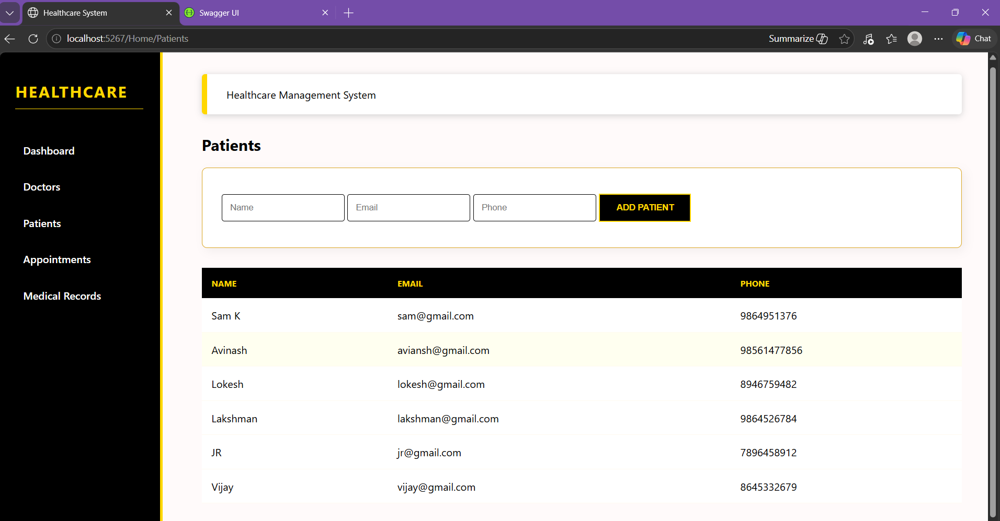 Healthcare System
Swagger UI
localhost:5267/Home/Patients
Summarize
Chat
HEALTHCARE
Dashboard
Doctors
Patients
Appointments
Medical Records
Healthcare Management System
Patients
Name Email Phone ADD PATIENT
NAME EMAIL PHONE
Sam K sam@gmail.com 9864951376
Avinash aviansh@gmail.com 98561477856
Lokesh lokesh@gmail.com 8946759482
Lakshman lakshman@gmail.com 9864526784
JR jr@gmail.com 7896458912
Vijay vijay@gmail.com 8645332679